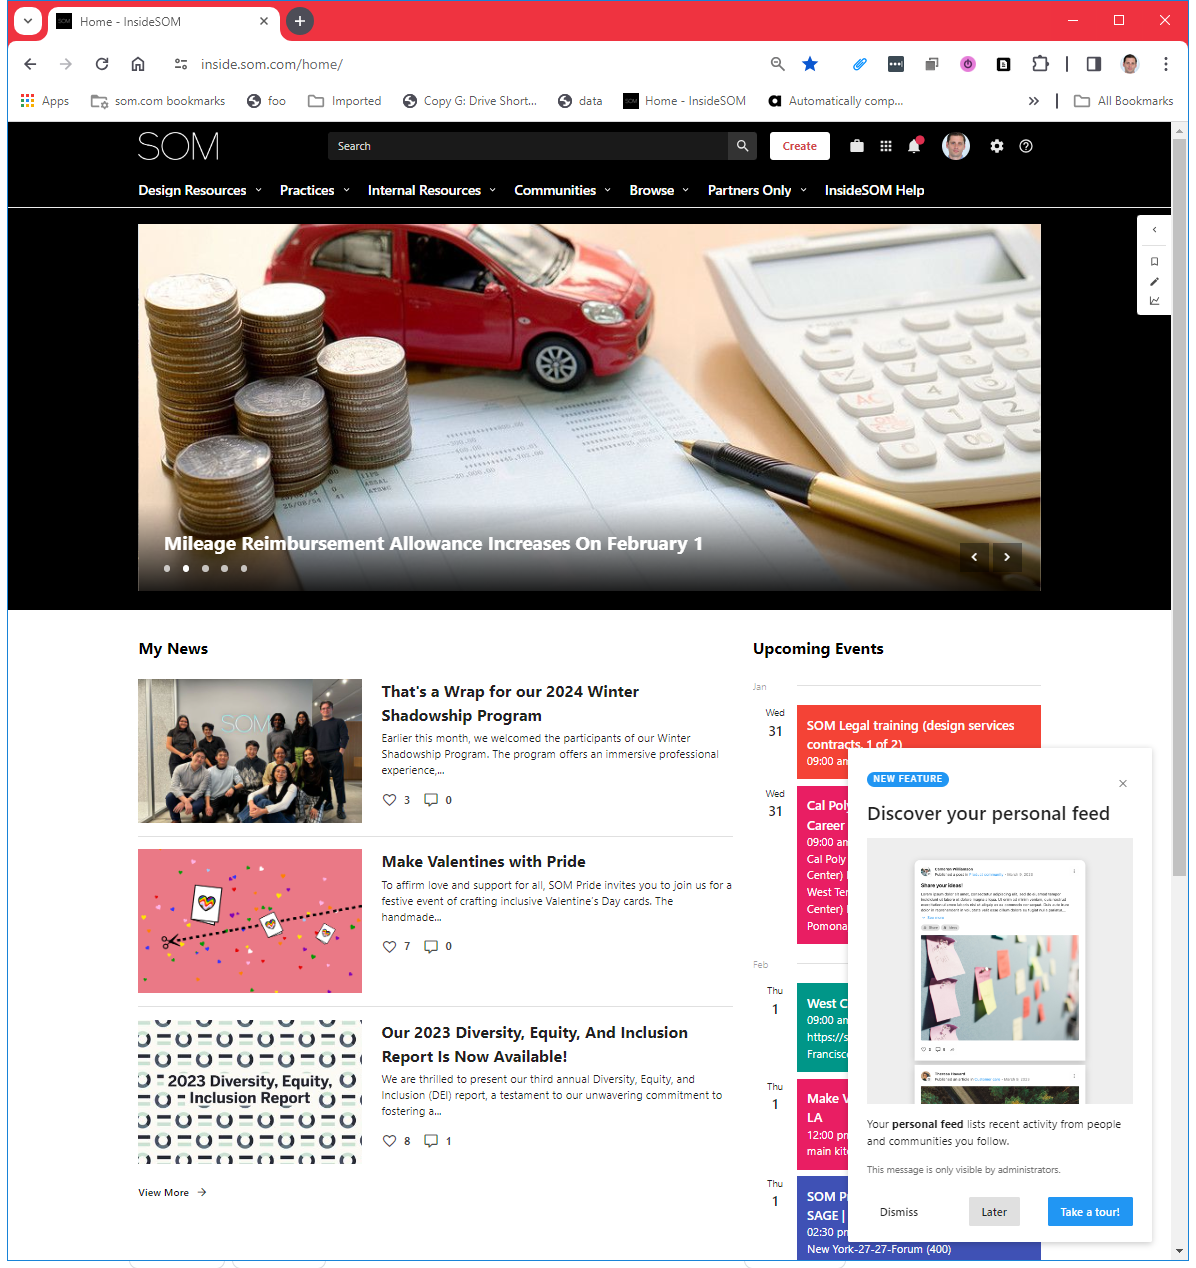 Home - InsideSOM
inside.som.com/home/
Apps
som.com bookmarks
foo
Imported
Copy G: Drive Short...
data
Home - InsideSOM
Automatically comp...
All Bookmarks
SOM
Search
Create
Design Resources
Practices
Internal Resources
Communities
Browse
Partners Only
InsideSOM Help
Mileage Reimbursement Allowance Increases On February 1
My News
SOM
That's a Wrap for our 2024 Winter
Shadowship Program
Earlier this month, we welcomed the participants of our Winter
Shadowship Program. The program offers an immersive professional
experience,...
3 0
Make Valentines with Pride
To affirm love and support for all, SOM Pride invites you to join us for a
festive event of crafting inclusive Valentine's Day cards. The
handmade...
7 0
2023 Diversity, Equity,
Inclusion Report
Our 2023 Diversity, Equity, And Inclusion
Report Is Now Available!
We are thrilled to present our third annual Diversity, Equity, and
Inclusion (DEI) report, a testament to our unwavering commitment to
fostering a...
8 1
View More
Upcoming Events
Jan
Wed
31
SOM Legal training (design services
contracts, 1 of 2)
09:00 am
Wed
31
Cal Poly
Career
09:00 am
Cal Poly
Center)
West Ter
Center)
Pomona
Feb
Thu
1
West C
09:00 am
https://s
Francisc
Thu
1
Make V
LA
12:00 pm
main kit
Thu
1
SOM P
SAGE |
02:30 pm
New York-27-27-Forum (400)
NEW FEATURE
Discover your personal feed
Cameron Williamson
Share your ideas!
Theresa Howard
Your personal feed lists recent activity from people
and communities you follow.
This message is only visible by administrators.
Dismiss
Later
Take a tour!